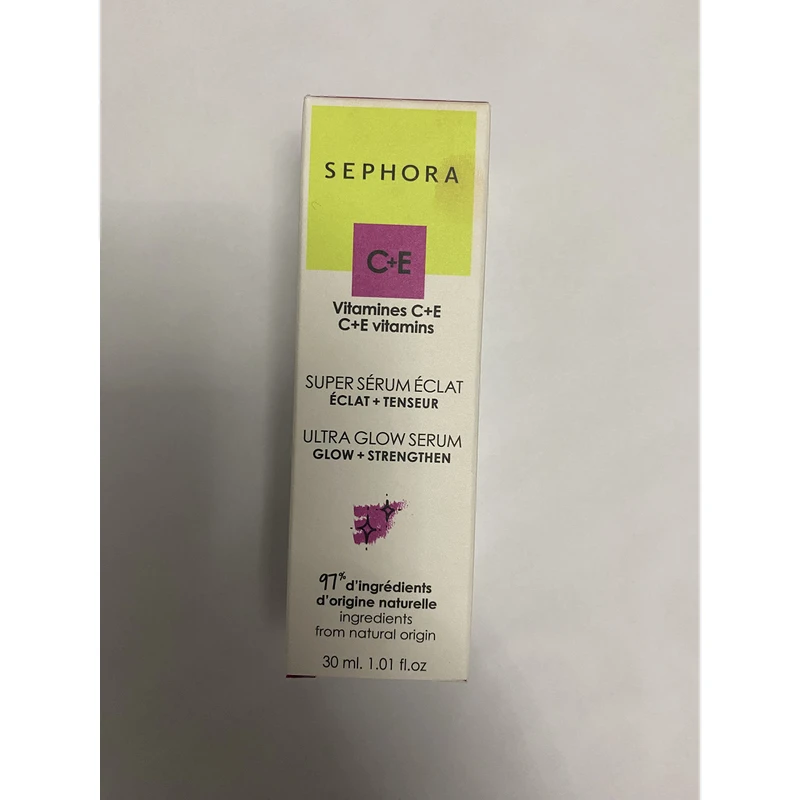 SEPHORA
C+E
Vitamines C+E
C+E vitamins
SUPER SÉRUM ÉCLAT
ÉCLAT + TENSEUR
ULTRA GLOW SERUM
GLOW + STRENGTHEN
97% d'ingrédients
d'origine naturelle
ingredients
from natural origin
30 ml. 1.01 fl.oz